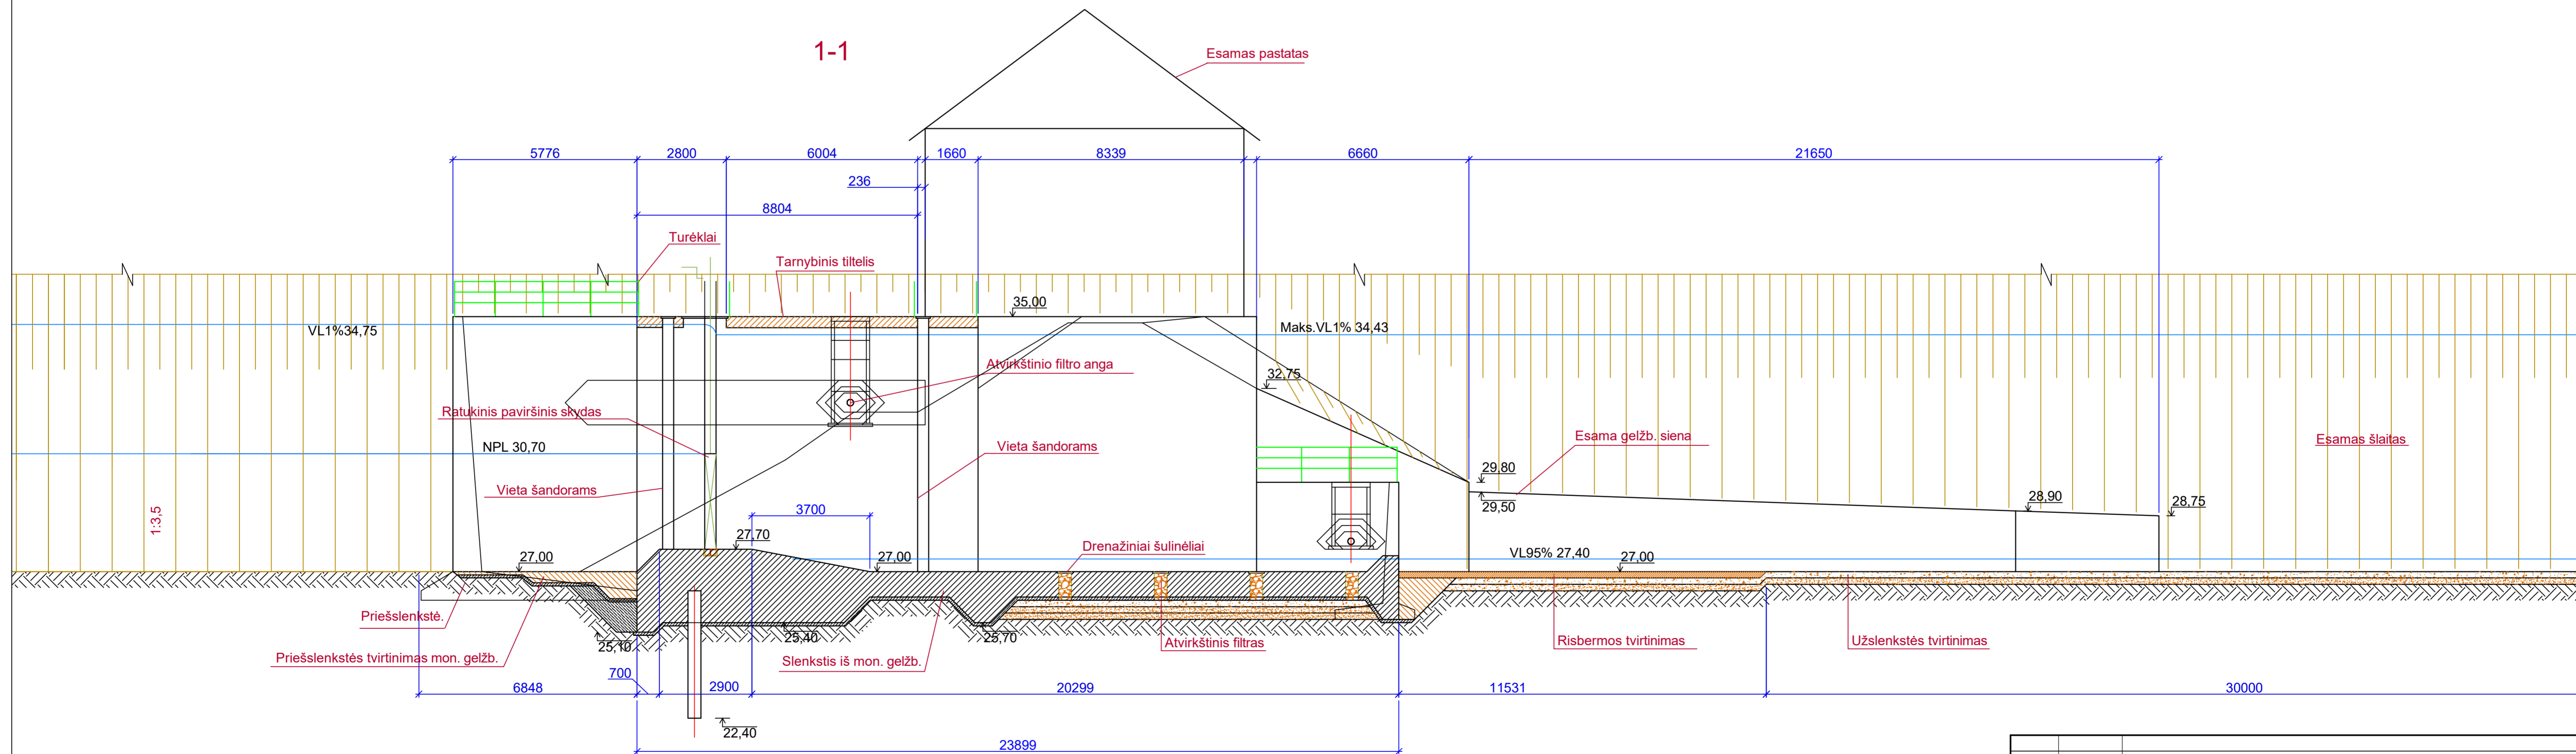 1-1
Esamas pastatas
5776
2800
6004
1660
8339
6660
21650
236
8804
Turėklai
Tarnybinis tiltelis
35,00
VL1%34,75
Maks.VL1% 34,43
Atvirkštinio filtro anga
32,75
Ratukinis paviršinis skydas
Esama gelžb. siena
Esamas šlaitas
NPL 30,70
Vieta šandorams
29,80
Vieta šandorams
28,90
28,75
29,50
1:3,5
3700
27,70
Drenažiniai šulinėliai
27,00
27,00
VL95% 27,40
27,00
Priešslenkstė.
25,10
25,40
25,70
Atvirkštinis filtras
Risbermos tvirtinimas
Užslenkstės tvirtinimas
Priešslenkstės tvirtinimas mon. gelžb.
Slenkstis iš mon. gelžb.
700
6848
2900
20299
11531
30000
22,40
23899